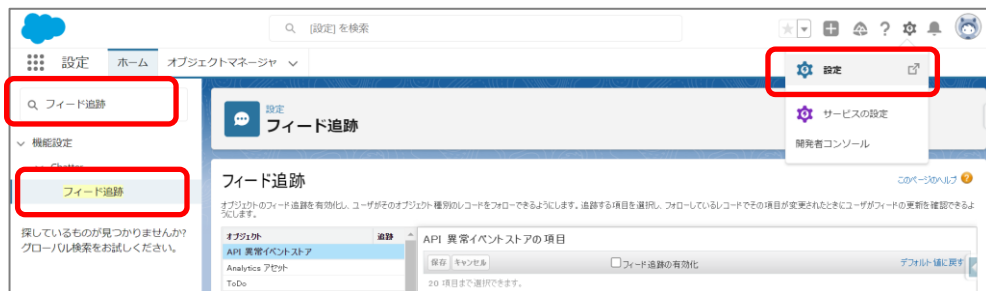 [設定] を検索
設定
ホーム
オブジェクトマネージャ
設定
サービスの設定
開発者コンソール
フィード追跡
機能設定
Chatter
フィード追跡
探しているものが見つかりませんか?
グローバル検索をお試しください。
設定
フィード追跡
フィード追跡
このページのヘルプ
オブジェクトのフィード追跡を有効化し、ユーザがそのオブジェクト種別のレコードをフォローできるようにします。追跡する項目を選択し、フォローしているレコードでその項目が変更されたときにユーザがフィードの更新を確認できるよ
うにします。
オブジェクト 追跡
API 異常イベントストア
Analytics アセット
ToDo
API 異常イベントストアの項目
保存 キャンセル
フィード追跡の有効化
デフォルト値に戻す
20 項目まで選択できます。